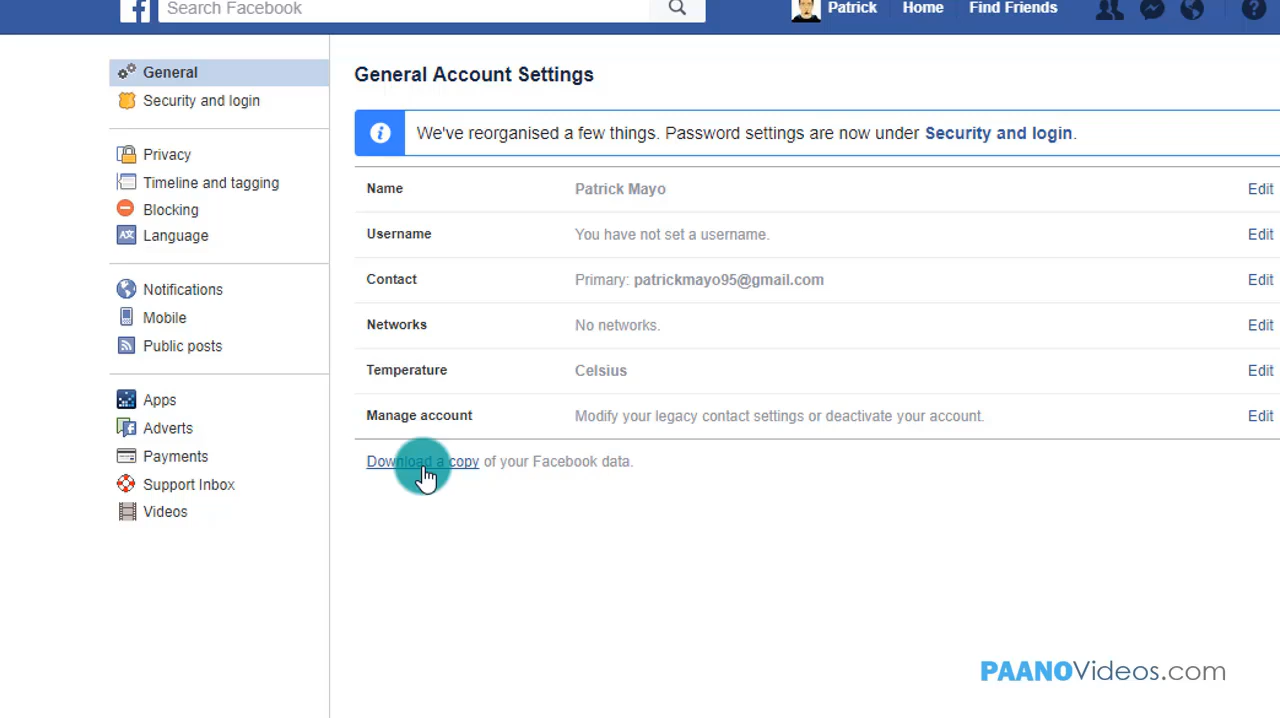 Search Facebook
Patrick Home Find Friends
General
Security and login
Privacy
Timeline and tagging
Blocking
Language
Notifications
Mobile
Public posts
Apps
Adverts
Payments
Support Inbox
Videos
General Account Settings
We've reorganised a few things. Password settings are now under Security and login.
Name Patrick Mayo Edit
Username You have not set a username. Edit
Contact Primary: patrickmayo95@gmail.com Edit
Networks No networks. Edit
Temperature Celsius Edit
Manage account Modify your legacy contact settings or deactivate your account. Edit
Download a copy of your Facebook data.
PAANOVideos.com